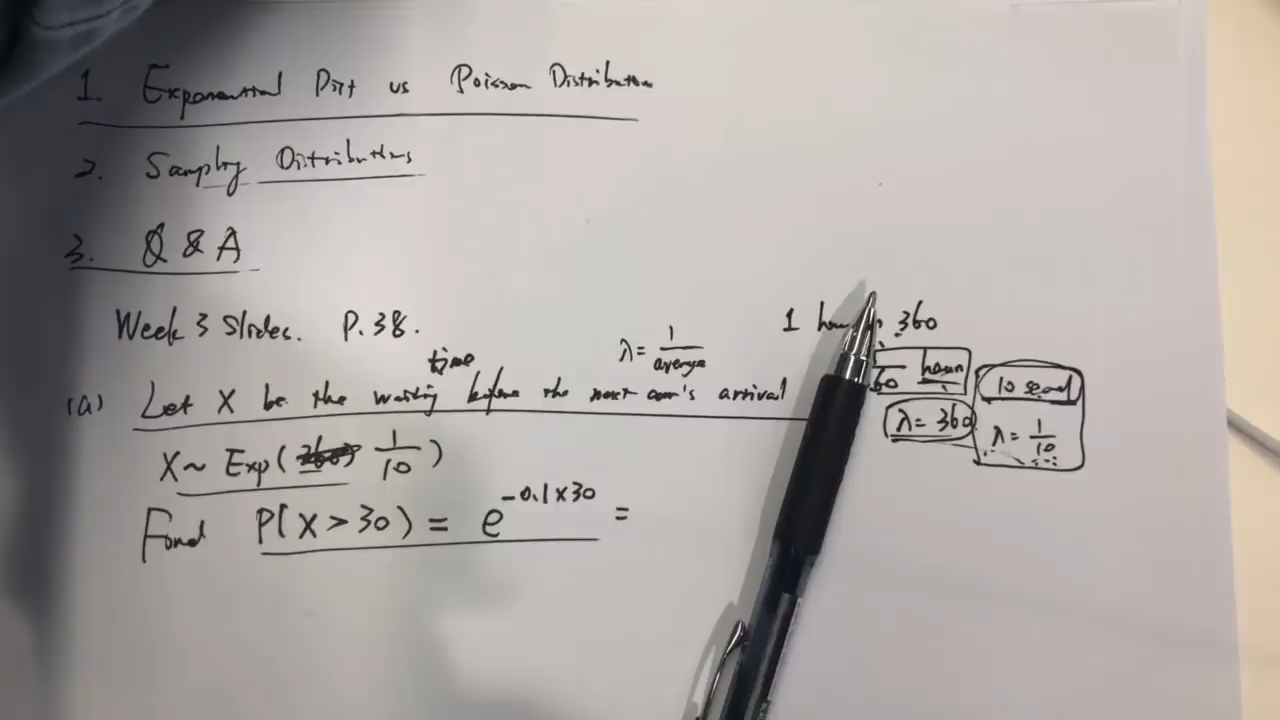 1. Exponential Dist vs Poisson Distribution
2. Sampling Distributions
3. Q & A
Week 3 Slides. P.38.
λ = 1/average
1 hour 360
60 hour
10 second
λ = 360
λ = 1/10
time
(a) Let X be the waiting before the next car's arrival
X ~ Exp( 360 1/10 )
Find P(X > 30) = e^-0.1×30 =